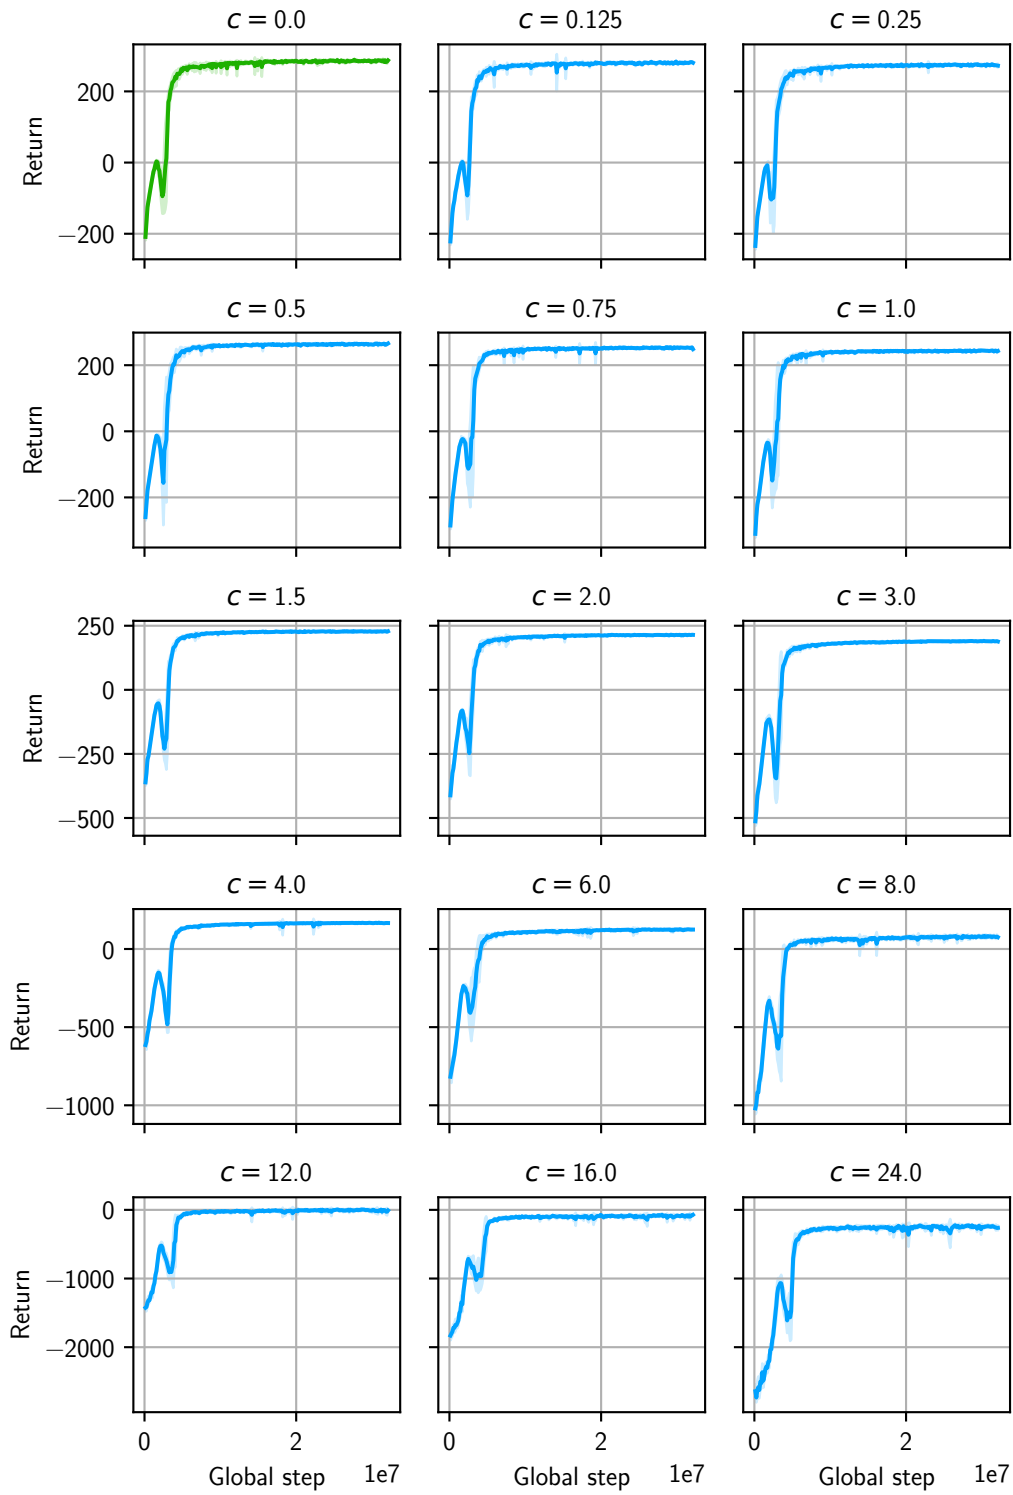 c = 0.0
c = 0.125
c = 0.25
200
0
−200
Return
c = 0.5
c = 0.75
c = 1.0
200
0
−200
Return
c = 1.5
c = 2.0
c = 3.0
250
0
−250
−500
Return
c = 4.0
c = 6.0
c = 8.0
0
−500
−1000
Return
c = 12.0
c = 16.0
c = 24.0
0
−1000
−2000
Return
0 2
0 2
0 2
Global step 1e7
Global step 1e7
Global step 1e7